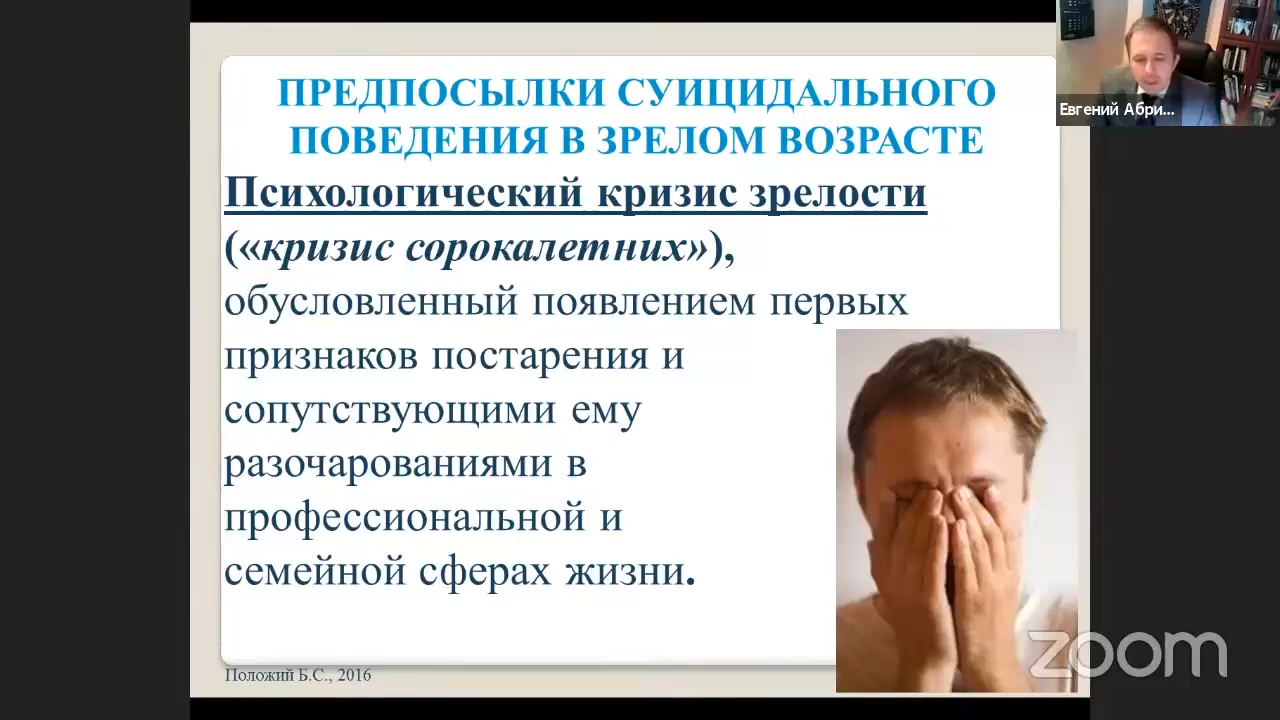 ПРЕДПОСЫЛКИ СУИЦИДАЛЬНОГО
ПОВЕДЕНИЯ В ЗРЕЛОМ ВОЗРАСТЕ
Психологический кризис зрелости
(«кризис сорокалетних»),
обусловленный появлением первых
признаков постарения и
сопутствующими ему
разочарованиями в
профессиональной и
семейной сферах жизни.
Положий Б.С., 2016
Евгений Абри...
zoom